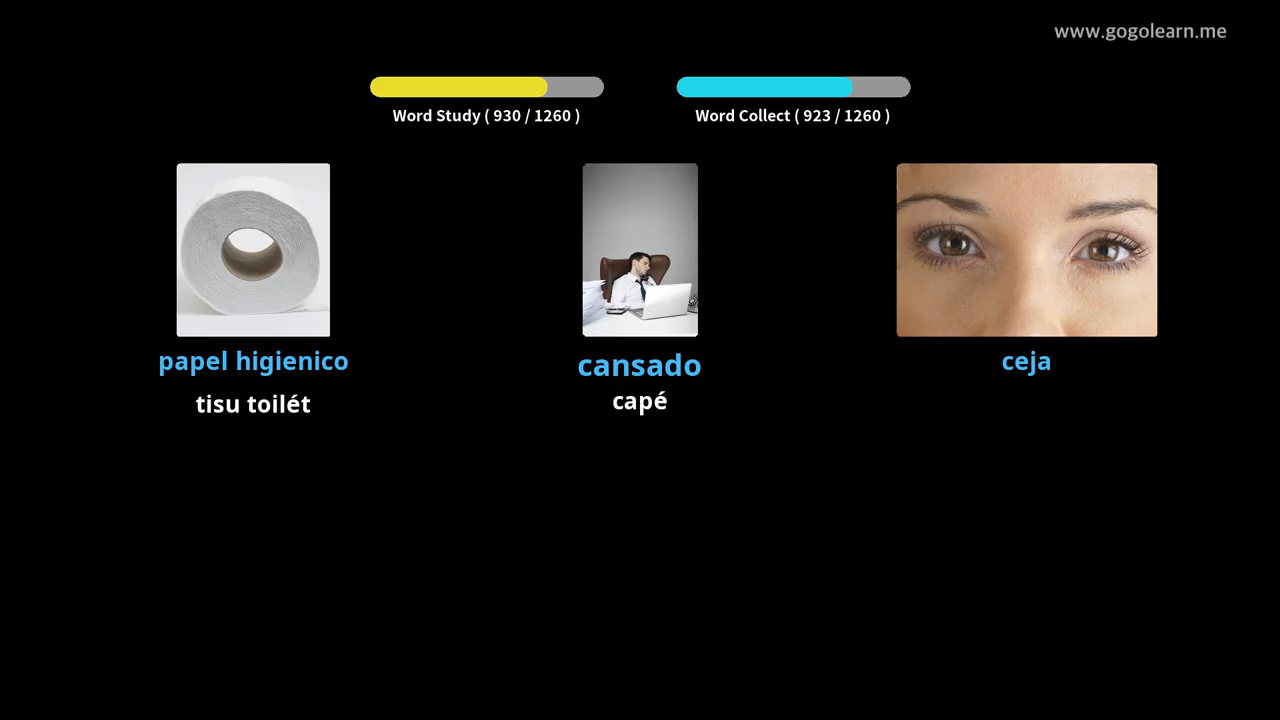 www.gogolearn.me
Word Study ( 930 / 1260 )
Word Collect ( 923 / 1260 )
papel higienico
tisu toilét
cansado
capé
ceja